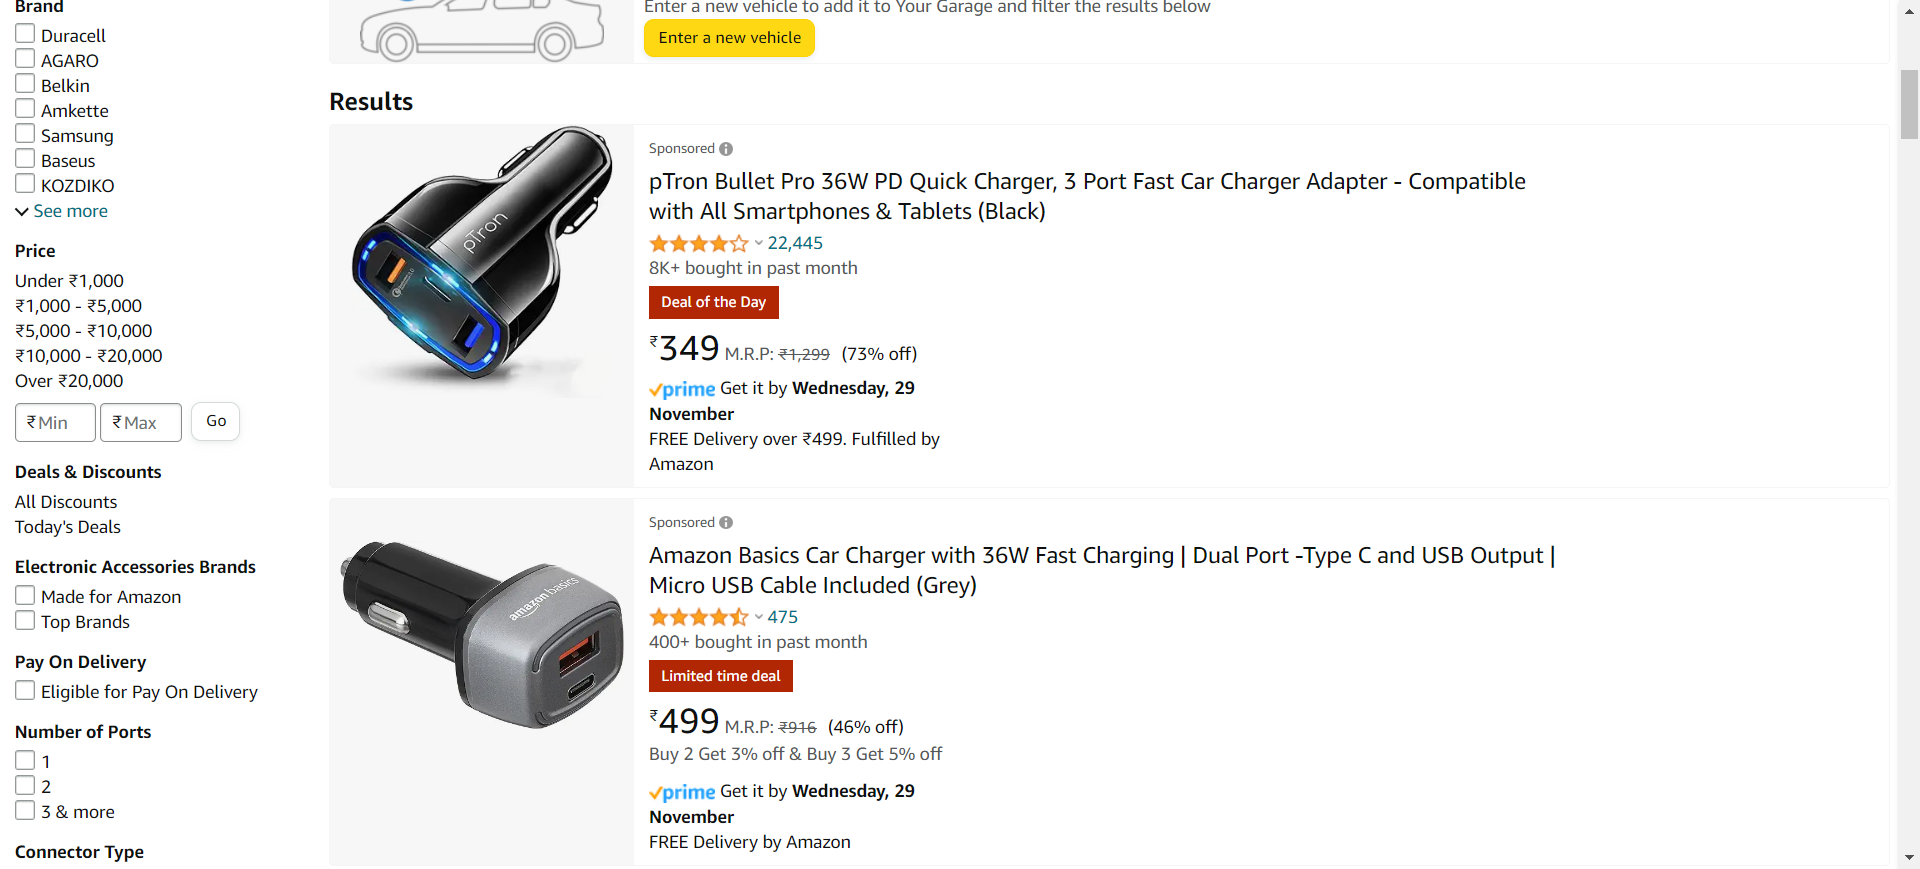 Brand
Duracell
AGARO
Belkin
Amkette
Samsung
Baseus
KOZDIKO
See more
Price
Under ₹1,000
₹1,000 - ₹5,000
₹5,000 - ₹10,000
₹10,000 - ₹20,000
Over ₹20,000
₹ Min ₹ Max Go
Deals & Discounts
All Discounts
Today's Deals
Electronic Accessories Brands
Made for Amazon
Top Brands
Pay On Delivery
Eligible for Pay On Delivery
Number of Ports
1
2
3 & more
Connector Type
Enter a new vehicle to add it to Your Garage and filter the results below
Enter a new vehicle
Results
pTron
Sponsored
pTron Bullet Pro 36W PD Quick Charger, 3 Port Fast Car Charger Adapter - Compatible
with All Smartphones & Tablets (Black)
22,445
8K+ bought in past month
Deal of the Day
₹349 M.R.P: ₹1,299 (73% off)
prime Get it by Wednesday, 29
November
FREE Delivery over ₹499. Fulfilled by
Amazon
amazon basics
Sponsored
Amazon Basics Car Charger with 36W Fast Charging | Dual Port -Type C and USB Output |
Micro USB Cable Included (Grey)
475
400+ bought in past month
Limited time deal
₹499 M.R.P: ₹916 (46% off)
Buy 2 Get 3% off & Buy 3 Get 5% off
prime Get it by Wednesday, 29
November
FREE Delivery by Amazon